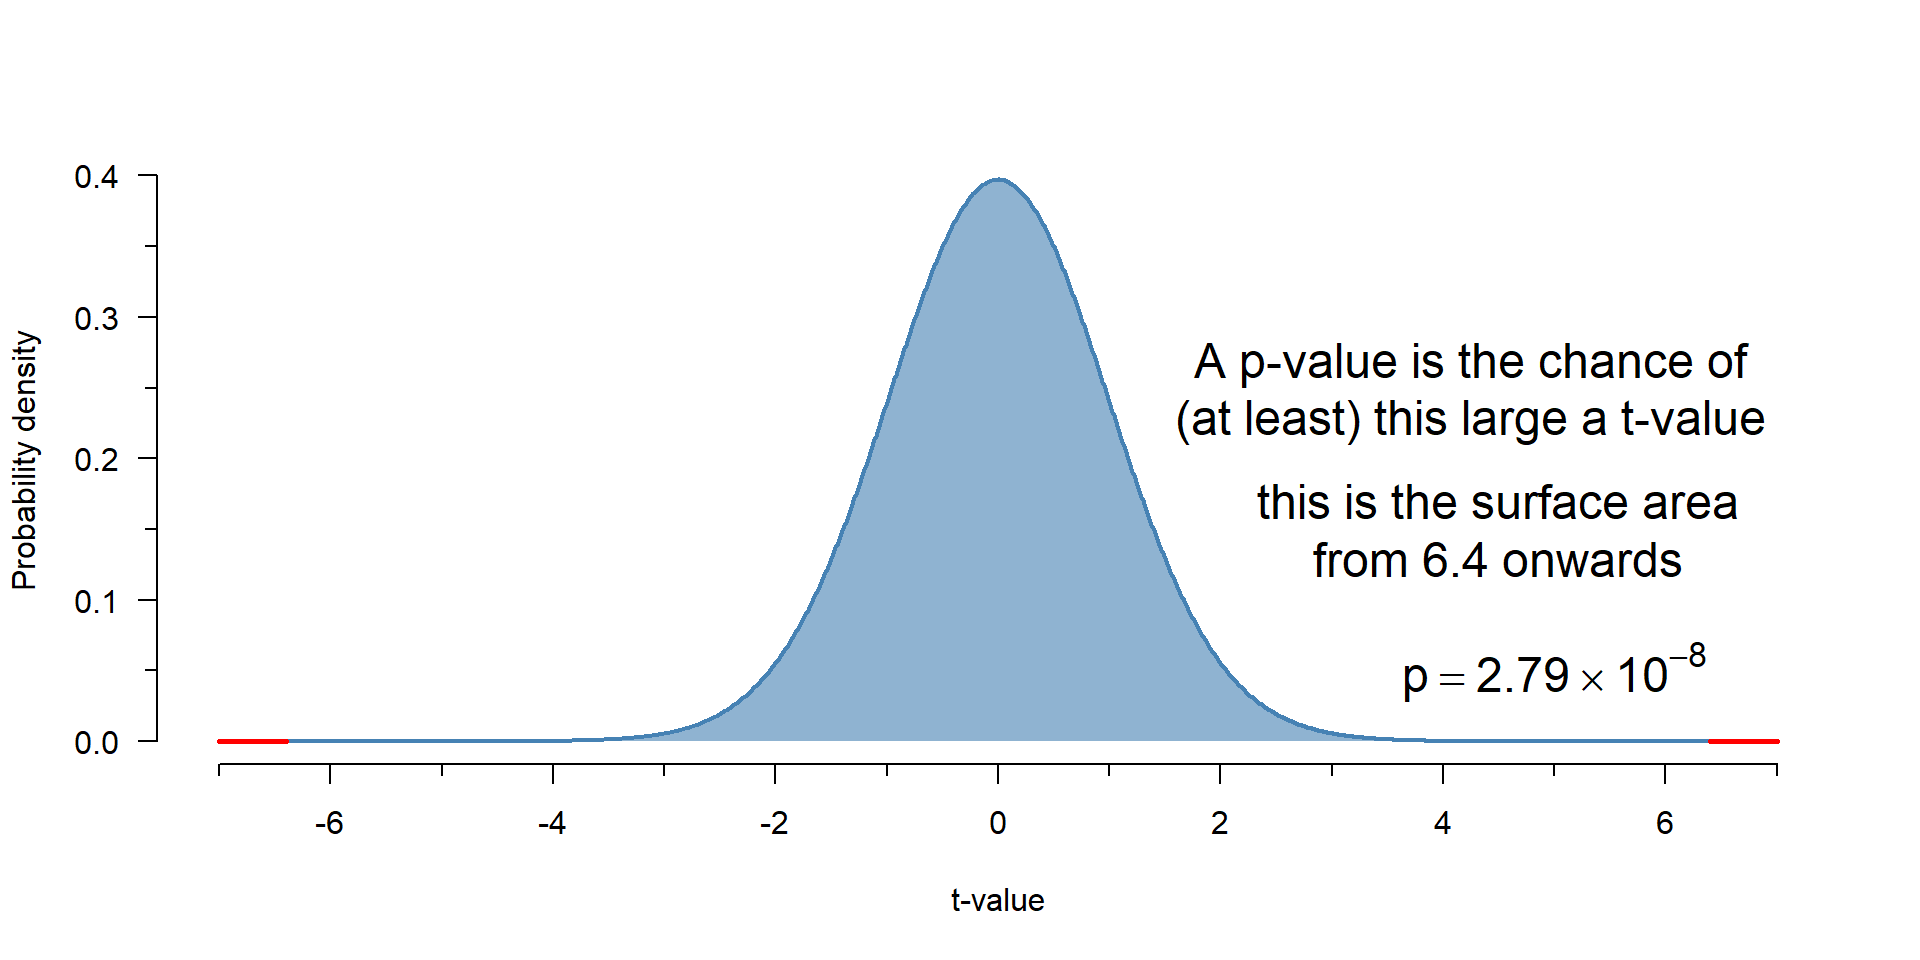 0.4
0.3
0.2
0.1
0.0
Probability density
A p-value is the chance of
(at least) this large a t-value
this is the surface area
from 6.4 onwards
p = 2.79 × 10⁻⁸
-6 -4 -2 0 2 4 6
t-value